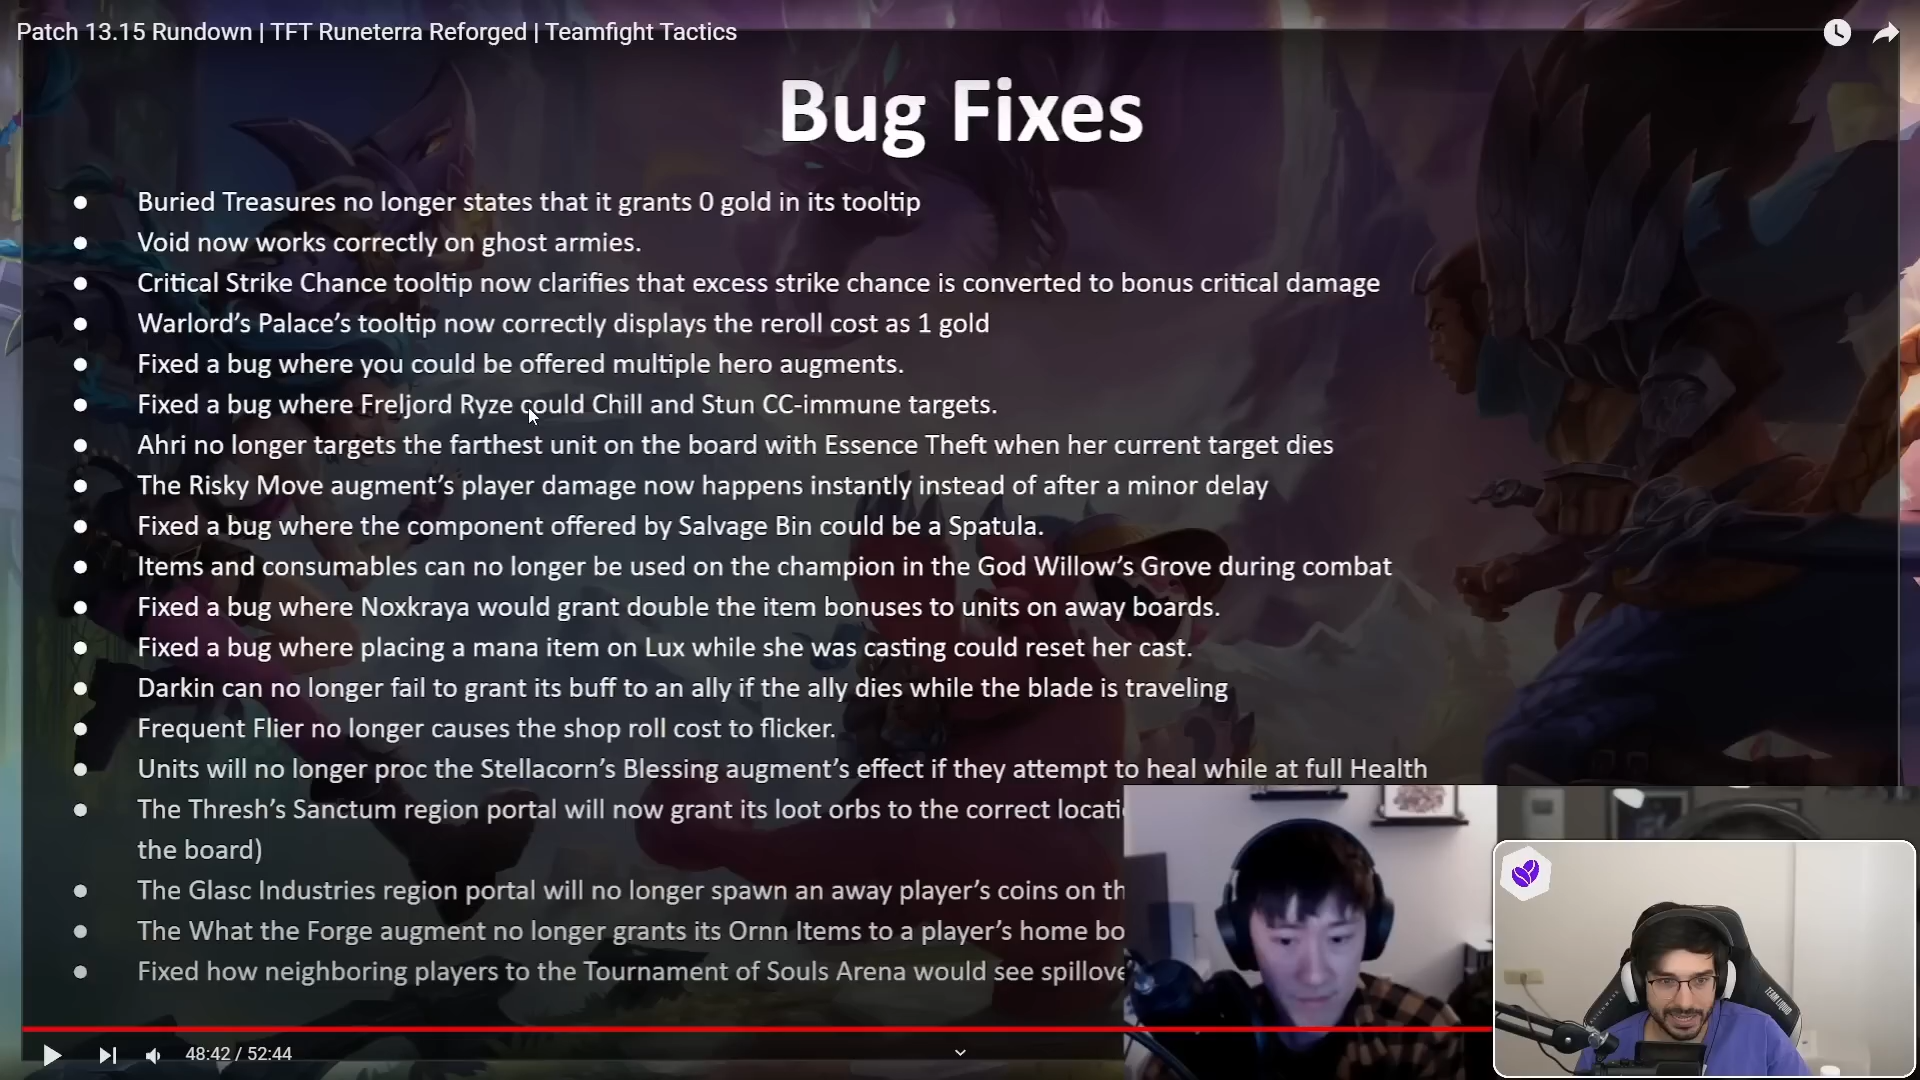 Patch 13.15 Rundown | TFT Runeterra Reforged | Teamfight Tactics
Bug Fixes
Buried Treasures no longer states that it grants 0 gold in its tooltip
Void now works correctly on ghost armies.
Critical Strike Chance tooltip now clarifies that excess strike chance is converted to bonus critical damage
Warlord’s Palace’s tooltip now correctly displays the reroll cost as 1 gold
Fixed a bug where you could be offered multiple hero augments.
Fixed a bug where Freljord Ryze could Chill and Stun CC-immune targets.
Ahri no longer targets the farthest unit on the board with Essence Theft when her current target dies
The Risky Move augment’s player damage now happens instantly instead of after a minor delay
Fixed a bug where the component offered by Salvage Bin could be a Spatula.
Items and consumables can no longer be used on the champion in the God Willow’s Grove during combat
Fixed a bug where Noxkraya would grant double the item bonuses to units on away boards.
Fixed a bug where placing a mana item on Lux while she was casting could reset her cast.
Darkin can no longer fail to grant its buff to an ally if the ally dies while the blade is traveling
Frequent Flier no longer causes the shop roll cost to flicker.
Units will no longer proc the Stellacorn’s Blessing augment’s effect if they attempt to heal while at full Health
The Thresh’s Sanctum region portal will now grant its loot orbs to the correct locati
the board)
The Glasc Industries region portal will no longer spawn an away player’s coins on th
The What the Forge augment no longer grants its Ornn Items to a player’s home bo
Fixed how neighboring players to the Tournament of Souls Arena would see spillove
48:42 / 52:44
TEAM LIQUID
ALIENWARE